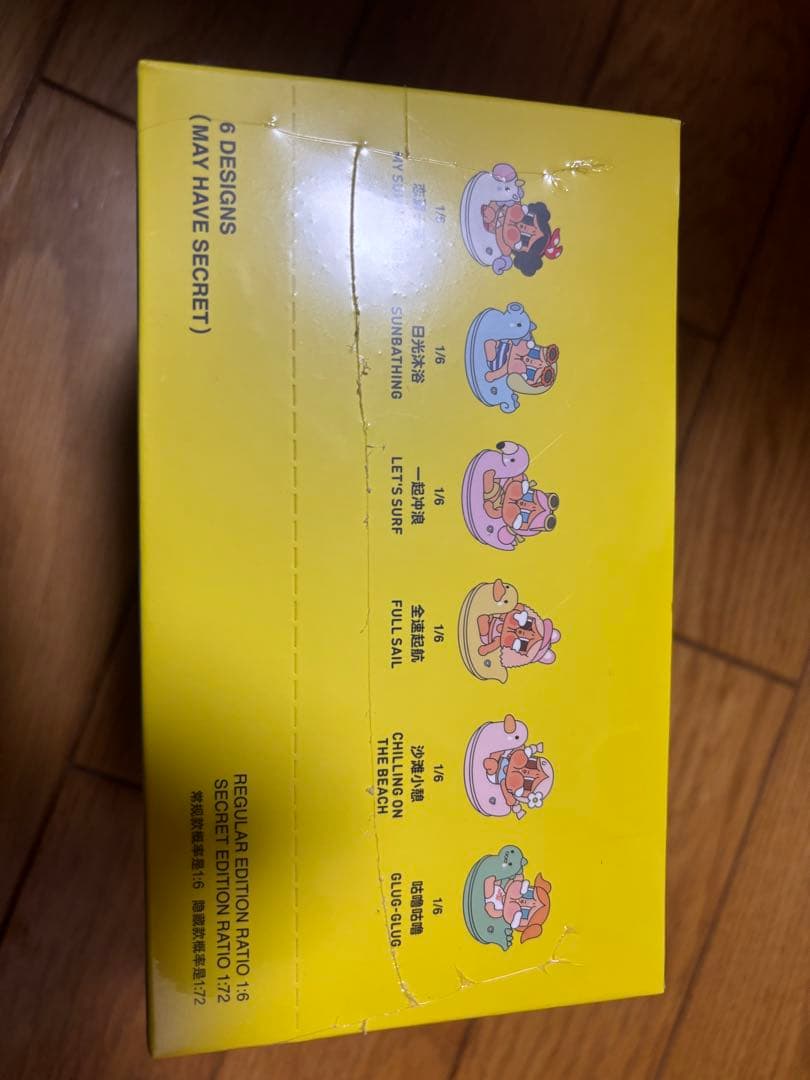 1/6
恋
MY SU
1/6
日光沐浴
SUNBATHING
1/6
一起冲浪
LET'S SURF
1/6
全速起航
FULL SAIL
1/6
沙滩小憩
CHILLING ON
THE BEACH
1/6
咕噜咕噜
GLUG-GLUG
6 DESIGNS
(MAY HAVE SECRET)
REGULAR EDITION RATIO 1:6
SECRET EDITION RATIO 1:72
常规款概率是1:6 隐藏款概率是1:72